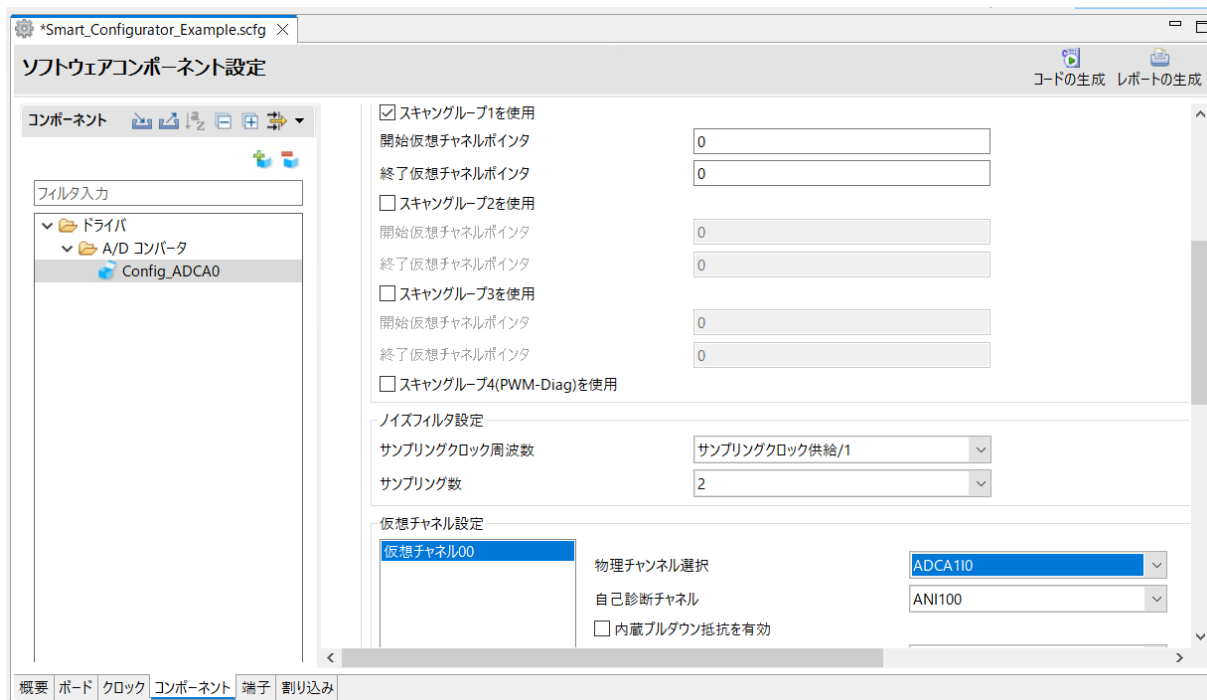 *Smart_Configurator_Example.scfg
ソフトウェアコンポーネント設定
コードの生成 レポートの生成
コンポーネント
フィルタ入力
ドライバ
A/D コンバータ
Config_ADCA0
スキャングループ1を使用
開始仮想チャネルポインタ 0
終了仮想チャネルポインタ 0
スキャングループ2を使用
開始仮想チャネルポインタ 0
終了仮想チャネルポインタ 0
スキャングループ3を使用
開始仮想チャネルポインタ 0
終了仮想チャネルポインタ 0
スキャングループ4(PWM-Diag)を使用
ノイズフィルタ設定
サンプリングクロック周波数 サンプリングクロック供給/1
サンプリング数 2
仮想チャネル設定
仮想チャネル00
物理チャンネル選択 ADCA1I0
自己診断チャネル ANI100
内蔵プルダウン抵抗を有効
概要 ボード クロック コンポーネント 端子 割り込み